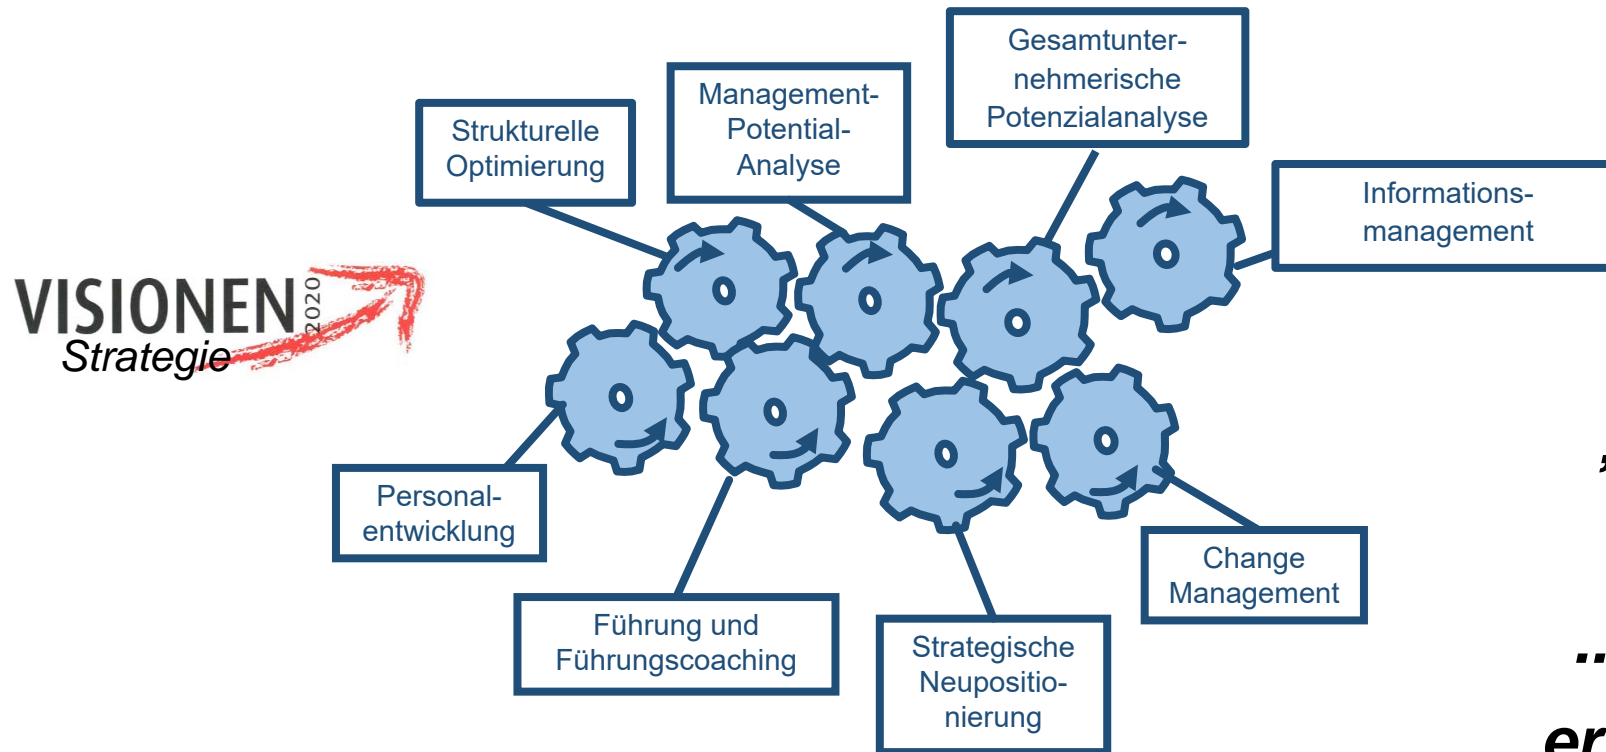 Gesamtunter-
nehmerische
Potenzialanalyse
Management-
Potential-
Analyse
Strukturelle
Optimierung
Informations-
management
VISIONEN 2020
Strategie
Personal-
entwicklung
Change
Management
Führung und
Führungscoaching
Strategische
Neupositio-
nierung
..
er